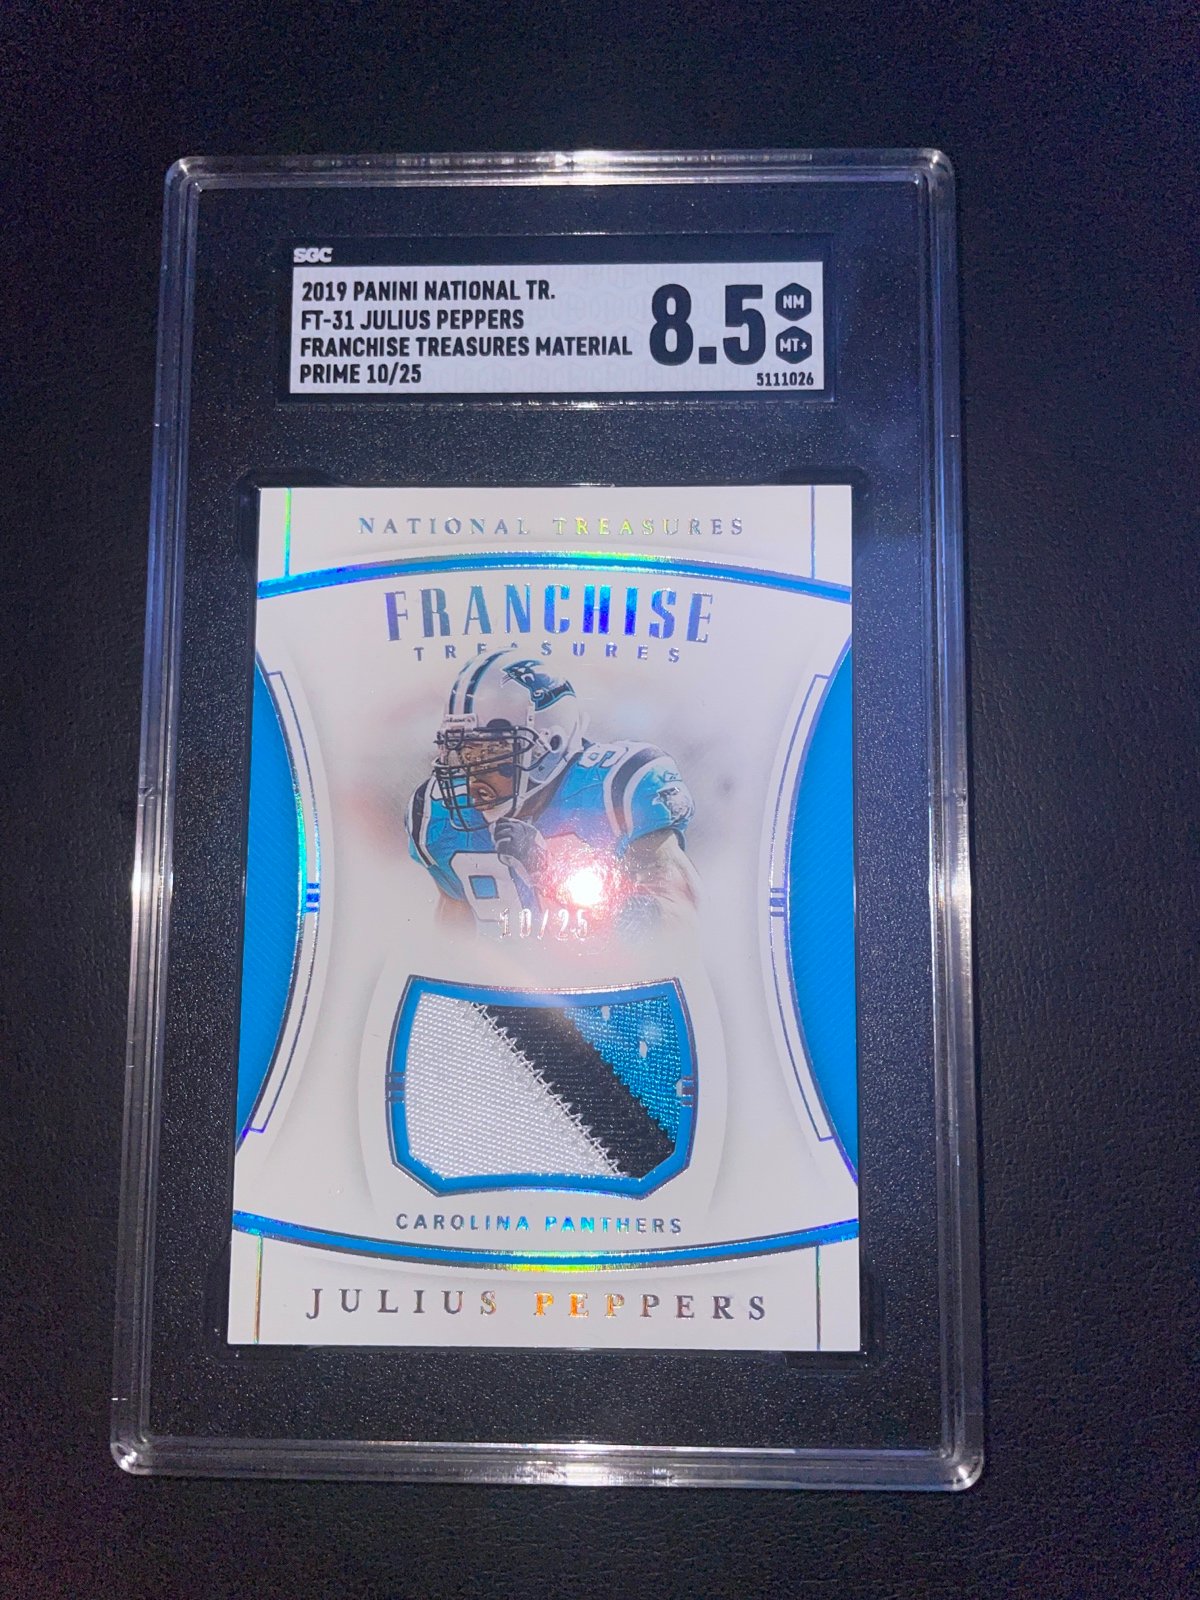 SGC
2019 PANINI NATIONAL TR.
FT-31 JULIUS PEPPERS
FRANCHISE TREASURES MATERIAL
PRIME 10/25
8.5
NM
MT+
5111026
NATIONAL TREASURES
FRANCHISE
TREASURES
10/25
CAROLINA PANTHERS
JULIUS PEPPERS